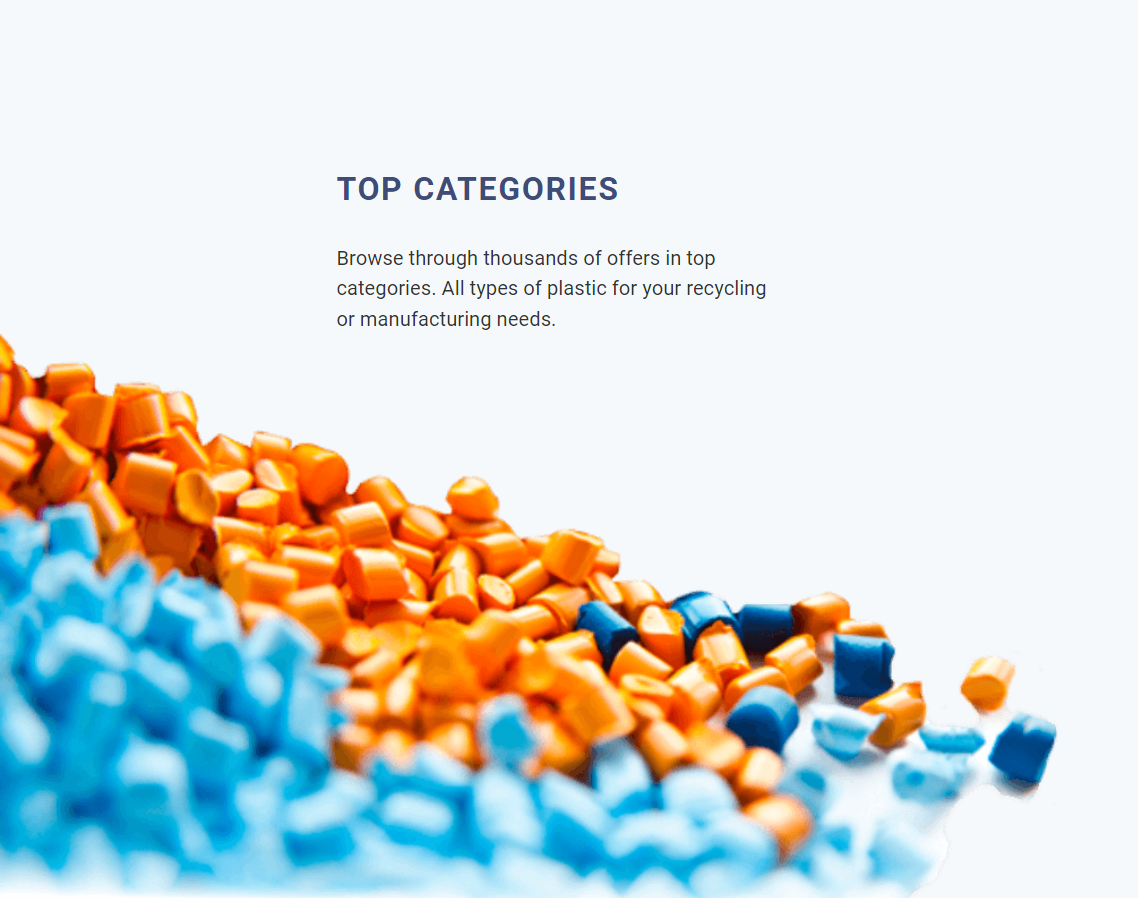 TOP CATEGORIES
Browse through thousands of offers in top
categories. All types of plastic for your recycling
or manufacturing needs.